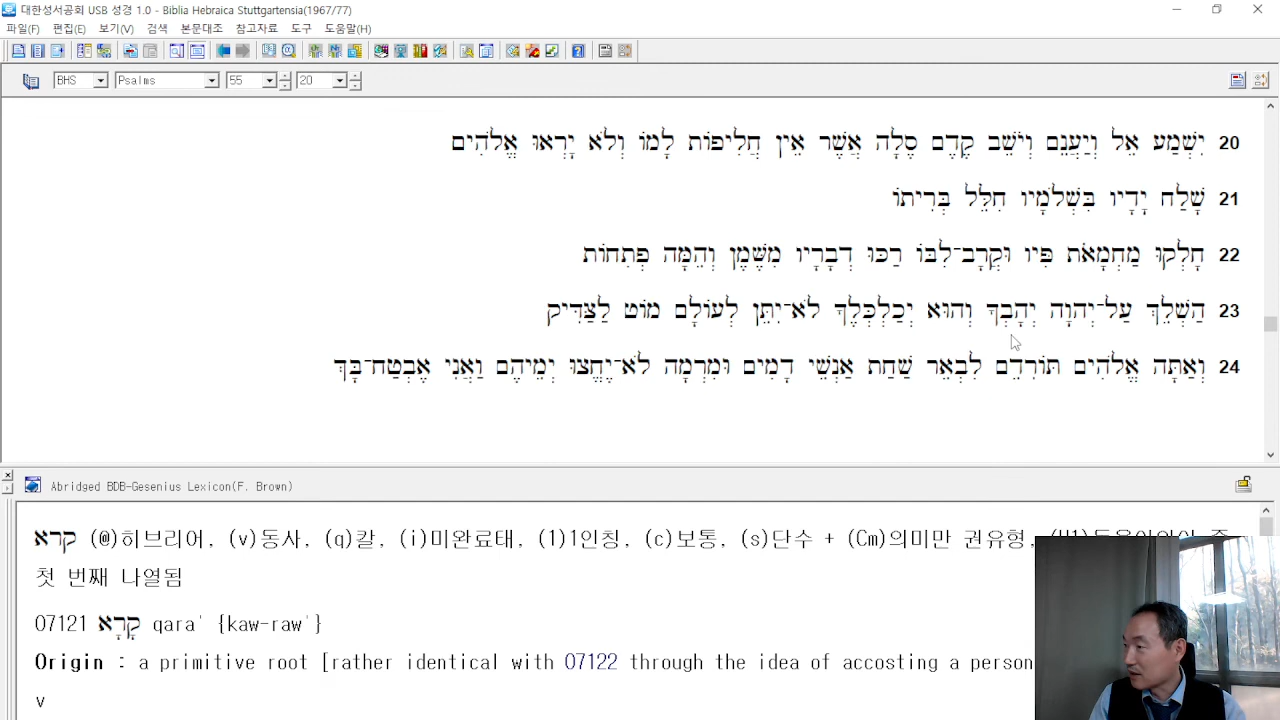 대한성서공회 USB 성경 1.0 - Biblia Hebraica Stuttgartensia(1967/77)
파일(F) 편집(E) 보기(V) 검색 본문대조 참고자료 도구 도움말(H)
BHS Psalms 55 20
20 יִשְׁמַע אֵל וְיַעֲנֵם וְיֹשֵׁב קֶדֶם סֶלָה אֲשֶׁר אֵין חֲלִיפוֹת לָמוֹ וְלֹא יָרְאוּ אֱלֹהִים
21 שָׁלַח יָדָיו בִּשְׁלֹמָיו חִלֵּל בְּרִיתוֹ
22 חָלְקוּ מַחְמָאֹת פִּיו וּקְרָב־לִבּוֹ רַכּוּ דְבָרָיו מִשֶּׁמֶן וְהֵמָּה פְתִחוֹת
23 הַשְׁלֵךְ עַל־יְהוָה יְהָבְךָ וְהוּא יְכַלְכְּלֶךָ לֹא־יִתֵּן לְעוֹלָם מוֹט לַצַּדִּיק
24 וְאַתָּה אֱלֹהִים תּוֹרִדֵם לִבְאֵר שַׁחַת אַנְשֵׁי דָמִים וּמִרְמָה לֹא־יֶחֱצוּ יְמֵיהֶם וַאֲנִי אֶבְטַח־בָּךְ
Abridged BDB-Gesenius Lexicon(F. Brown)
קרא (@)히브리어, (v)동사, (q)칼, (i)미완료태, (1)1인칭, (c)보통, (s)단수 + (Cm)의미만 권유형,
첫 번째 나열됨
07121 קָרָא qara' {kaw-raw'}
Origin : a primitive root [rather identical with 07122 through the idea of accosting a person
v